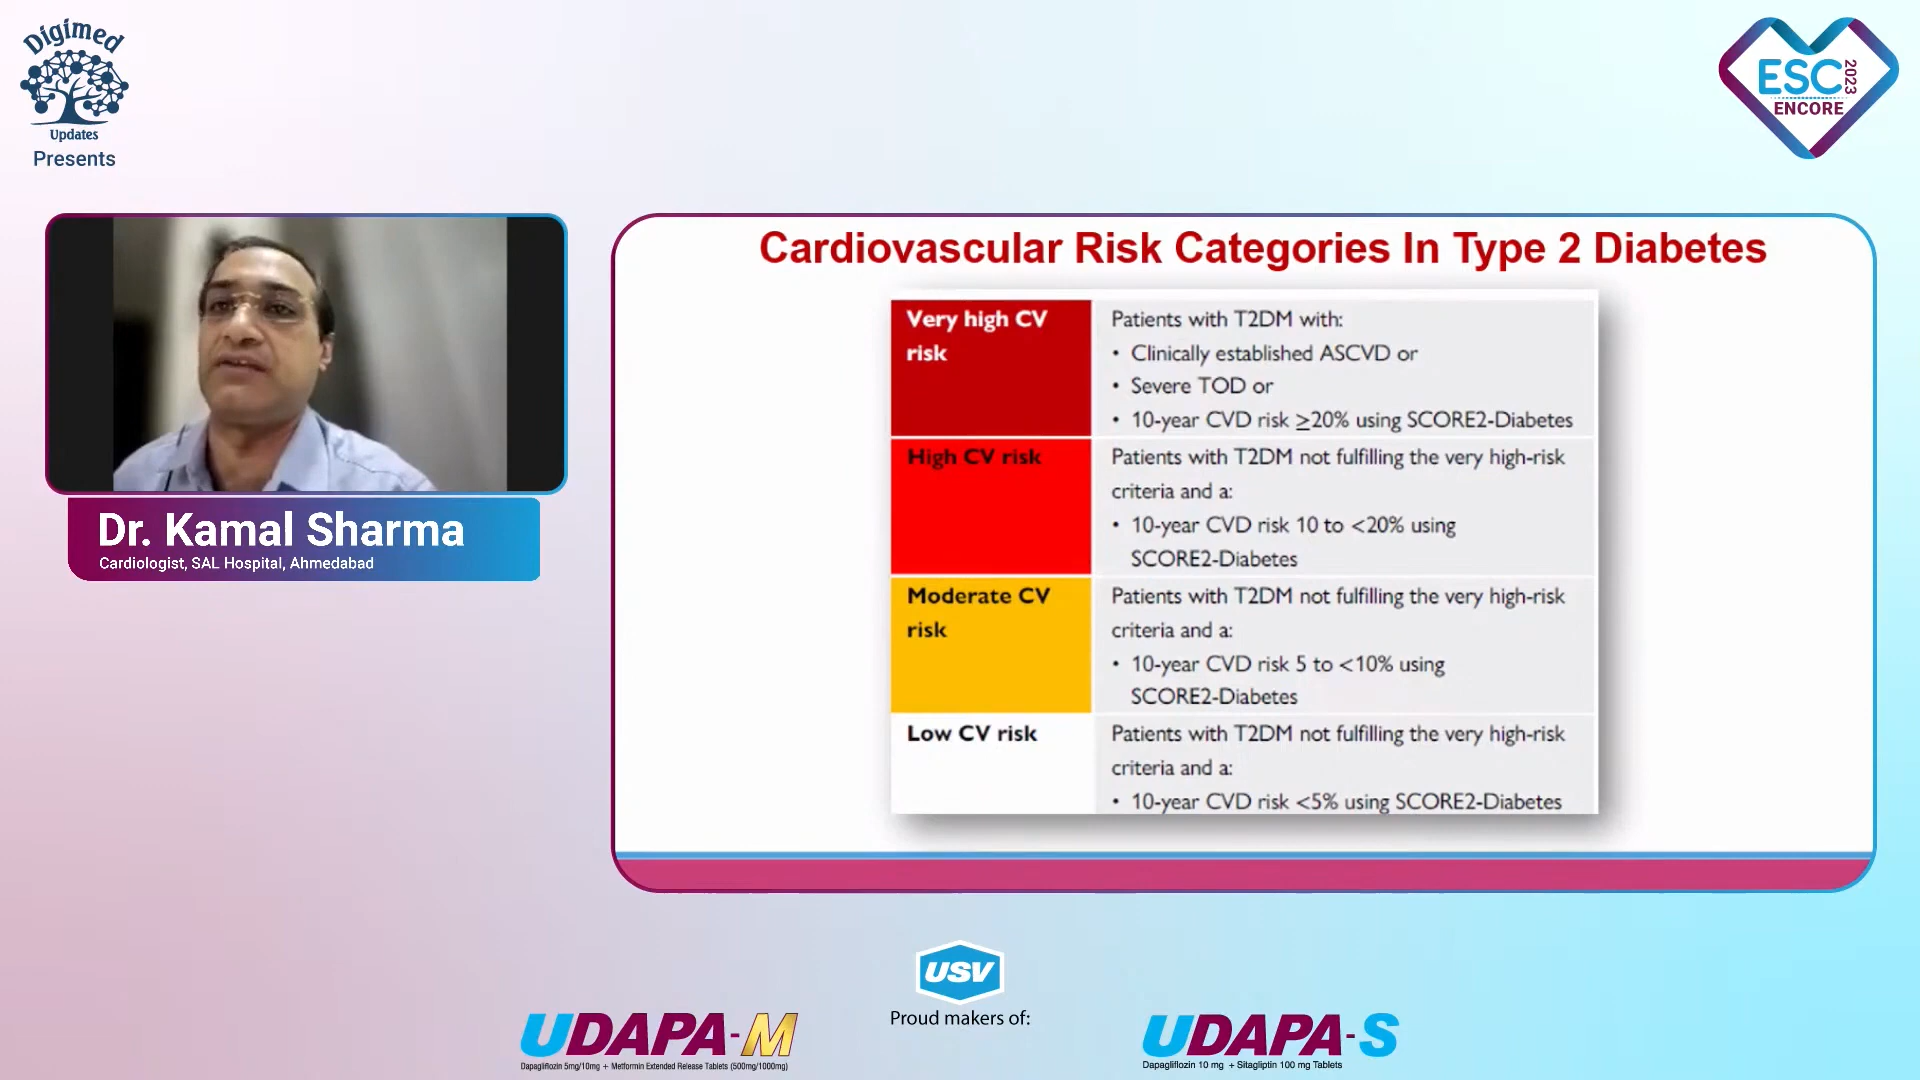 Digimed
Updates
Presents
ESC 2023
ENCORE
Dr. Kamal Sharma
Cardiologist, SAL Hospital, Ahmedabad
Cardiovascular Risk Categories In Type 2 Diabetes
Very high CV
risk
Patients with T2DM with:
• Clinically established ASCVD or
• Severe TOD or
• 10-year CVD risk ≥20% using SCORE2-Diabetes
High CV risk
Patients with T2DM not fulfilling the very high-risk
criteria and a:
• 10-year CVD risk 10 to <20% using
SCORE2-Diabetes
Moderate CV
risk
Patients with T2DM not fulfilling the very high-risk
criteria and a:
• 10-year CVD risk 5 to <10% using
SCORE2-Diabetes
Low CV risk
Patients with T2DM not fulfilling the very high-risk
criteria and a:
• 10-year CVD risk <5% using SCORE2-Diabetes
USV
Proud makers of:
UDAPA-M
Dapagliflozin 5mg/10mg + Metformin Extended Release Tablets (500mg/1000mg)
UDAPA-S
Dapagliflozin 10 mg + Sitagliptin 100 mg Tablets